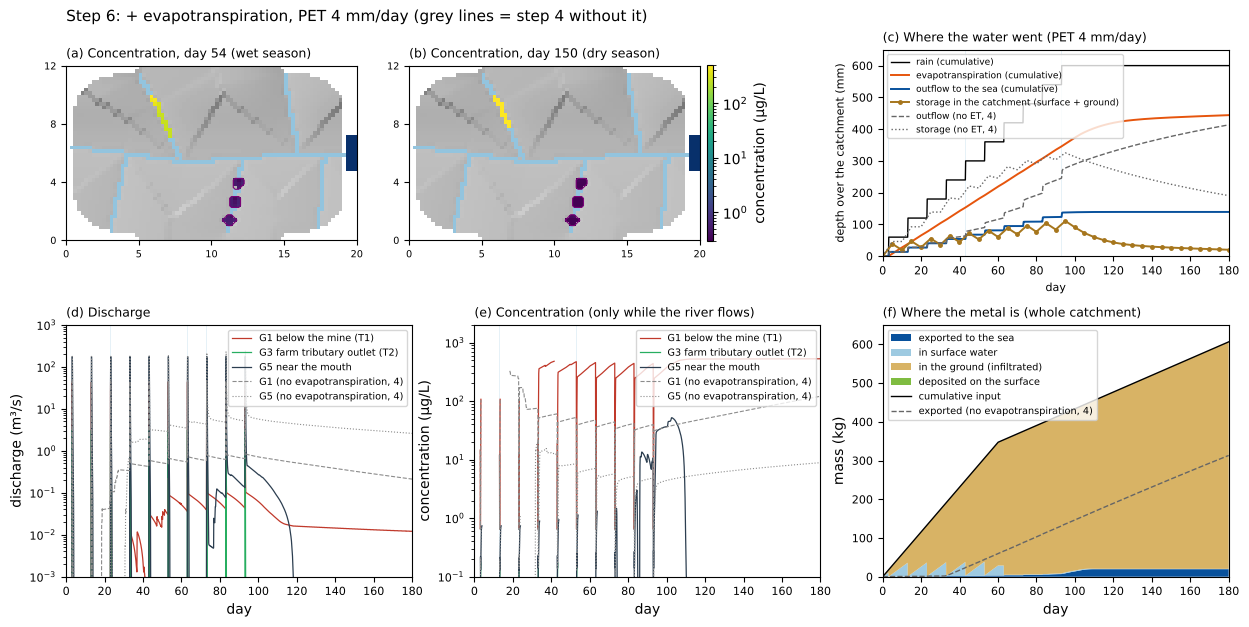 Step 6: + evapotranspiration, PET 4 mm/day (grey lines = step 4 without it)
(a) Concentration, day 54 (wet season)
12
8
4
0
0
5
10
15
20
(b) Concentration, day 150 (dry season)
12
8
4
0
0
5
10
15
20
10²
10¹
10⁰
concentration (µg/L)
(c) Where the water went (PET 4 mm/day)
depth over the catchment (mm)
600
500
400
300
200
100
0
rain (cumulative)
evapotranspiration (cumulative)
outflow to the sea (cumulative)
storage in the catchment (surface + ground)
outflow (no ET, 4)
storage (no ET, 4)
0
20
40
60
80
100
120
140
160
180
day
(d) Discharge
discharge (m³/s)
10³
10²
10¹
10⁰
10⁻¹
10⁻²
10⁻³
G1 below the mine (T1)
G3 farm tributary outlet (T2)
G5 near the mouth
G1 (no evapotranspiration, 4)
G5 (no evapotranspiration, 4)
0
20
40
60
80
100
120
140
160
180
day
(e) Concentration (only while the river flows)
concentration (µg/L)
10³
10²
10¹
10⁰
10⁻¹
G1 below the mine (T1)
G3 farm tributary outlet (T2)
G5 near the mouth
G1 (no evapotranspiration, 4)
G5 (no evapotranspiration, 4)
0
20
40
60
80
100
120
140
160
180
day
(f) Where the metal is (whole catchment)
mass (kg)
600
500
400
300
200
100
0
exported to the sea
in surface water
in the ground (infiltrated)
deposited on the surface
cumulative input
exported (no evapotranspiration, 4)
0
20
40
60
80
100
120
140
160
180
day